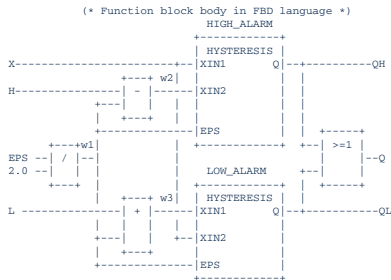 (* Function block body in FBD language *)
HIGH_ALARM
HYSTERESIS
X XIN1 Q QH
w2
H - XIN2
EPS
w1
EPS / >=1
Q
2.0 LOW_ALARM
w3 HYSTERESIS
L + XIN1 Q QL
XIN2
EPS